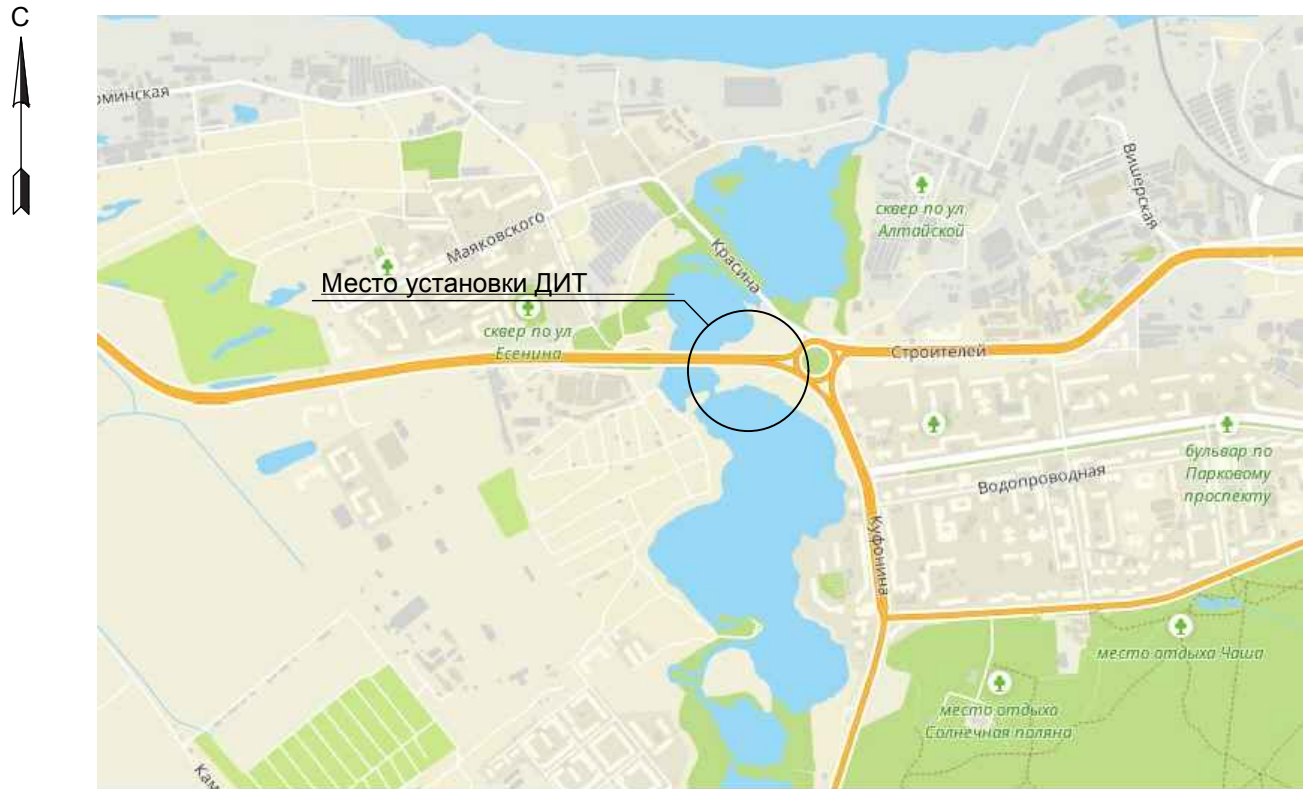 С
оминская
Вишерская
сквер по ул.
Алтайской
Маяковского
Красина
Место установки ДИТ
сквер по ул.
Есенина
Строителей
бульвар по
Парковому
проспекту
Водопроводная
Куфонина
место отдыха Чаша
место отдыха
Солнечная поляна
Кам